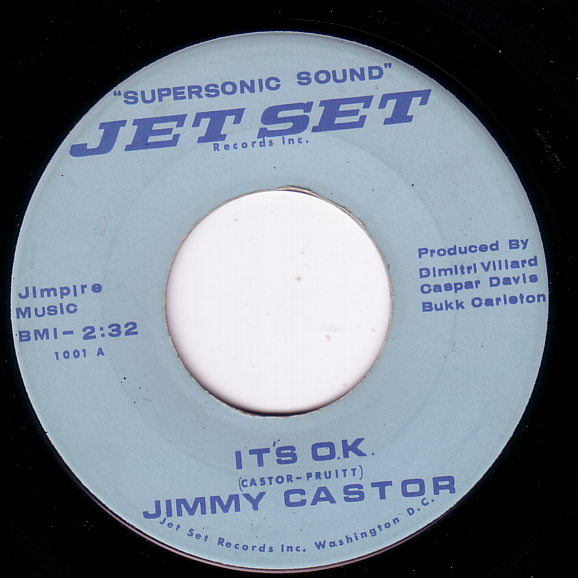 "SUPERSONIC SOUND"
JET SET
Records Inc.
Jimpire
Music
BMI- 2:32
1001 A
Produced By
Dimitri Villard
Caspar Davis
Bukk Carleton
IT'S O.K.
(CASTOR-PRUITT)
JIMMY CASTOR
Jet Set Records Inc. Washington D.C.